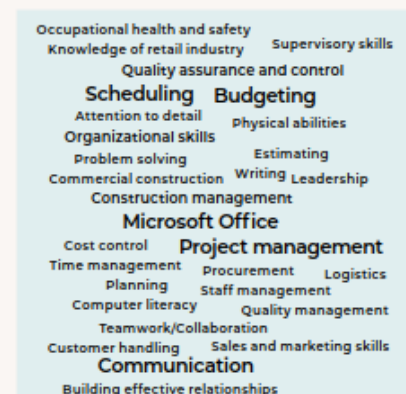 Occupational health and safety
Knowledge of retail industry Supervisory skills
Quality assurance and control
Scheduling Budgeting
Attention to detail Physical abilities
Organizational skills
Problem solving Estimating
Commercial construction Writing Leadership
Construction management
Microsoft Office
Cost control Project management
Time management Procurement Logistics
Planning Staff management
Computer literacy Quality management
Teamwork/Collaboration
Customer handling Sales and marketing skills
Communication
Building effective relationships